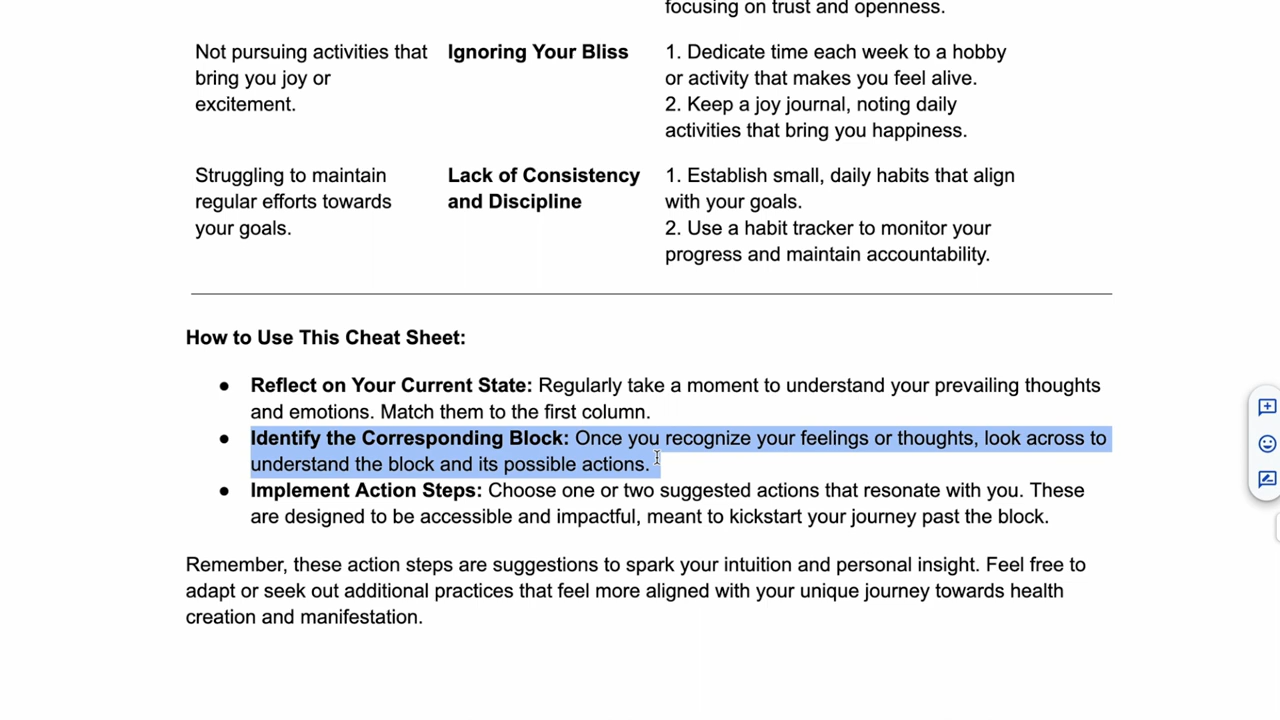 focusing on trust and openness.
Not pursuing activities that
bring you joy or
excitement.
Ignoring Your Bliss
1. Dedicate time each week to a hobby
or activity that makes you feel alive.
2. Keep a joy journal, noting daily
activities that bring you happiness.
Struggling to maintain
regular efforts towards
your goals.
Lack of Consistency
and Discipline
1. Establish small, daily habits that align
with your goals.
2. Use a habit tracker to monitor your
progress and maintain accountability.
How to Use This Cheat Sheet:
● Reflect on Your Current State: Regularly take a moment to understand your prevailing thoughts
and emotions. Match them to the first column.
● Identify the Corresponding Block: Once you recognize your feelings or thoughts, look across to
understand the block and its possible actions.
● Implement Action Steps: Choose one or two suggested actions that resonate with you. These
are designed to be accessible and impactful, meant to kickstart your journey past the block.
Remember, these action steps are suggestions to spark your intuition and personal insight. Feel free to
adapt or seek out additional practices that feel more aligned with your unique journey towards health
creation and manifestation.